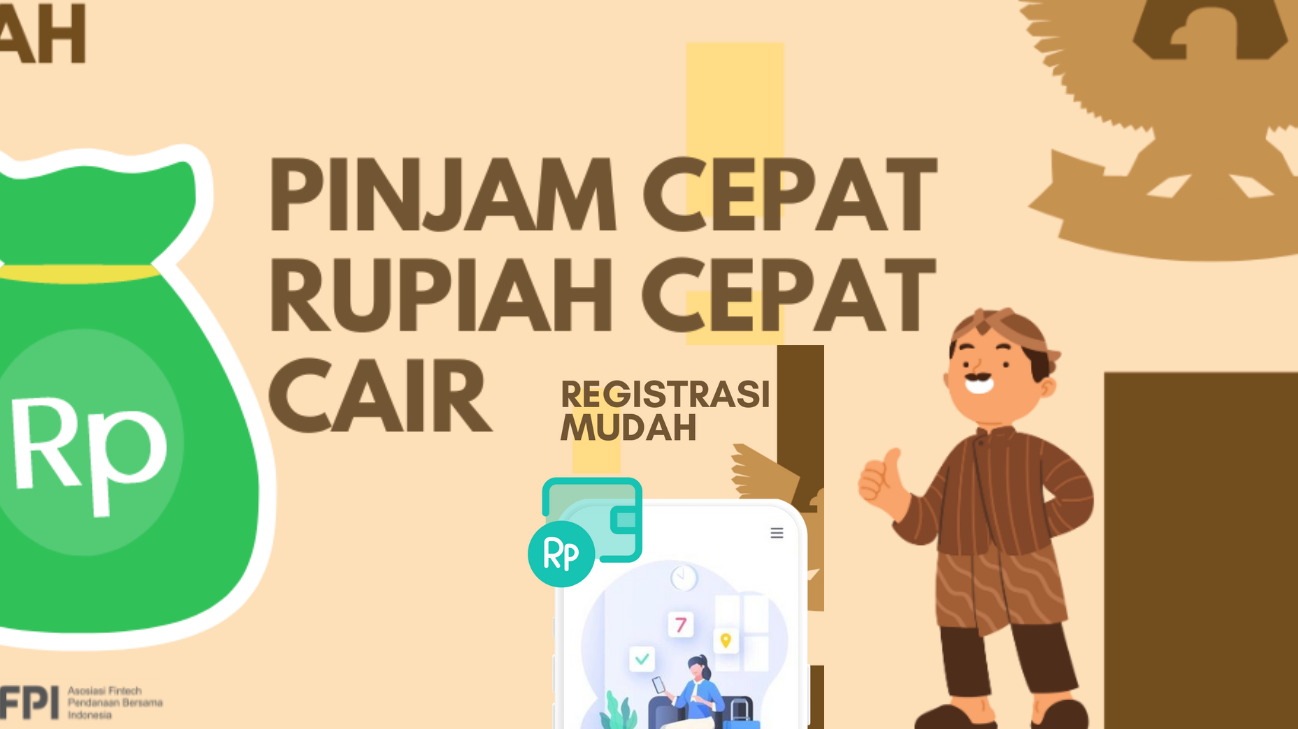 AH
PINJAM CEPAT
RUPIAH CEPAT
CAIR
REGISTRASI
MUDAH
Rp
Rp
7
FPI
Asosiasi Fintech
Pendanaan Bersama
Indonesia